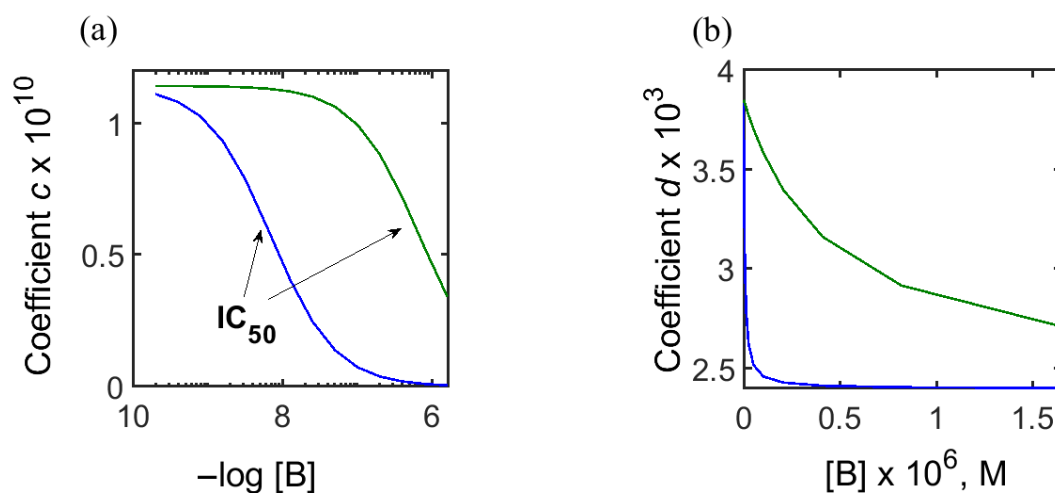 (a)
Coefficient c x 10^10
1
0.5
0
IC50
10
8
6
–log [B]
(b)
Coefficient d x 10^3
4
3.5
3
2.5
0
0.5
1
1.5
[B] x 10^6, M